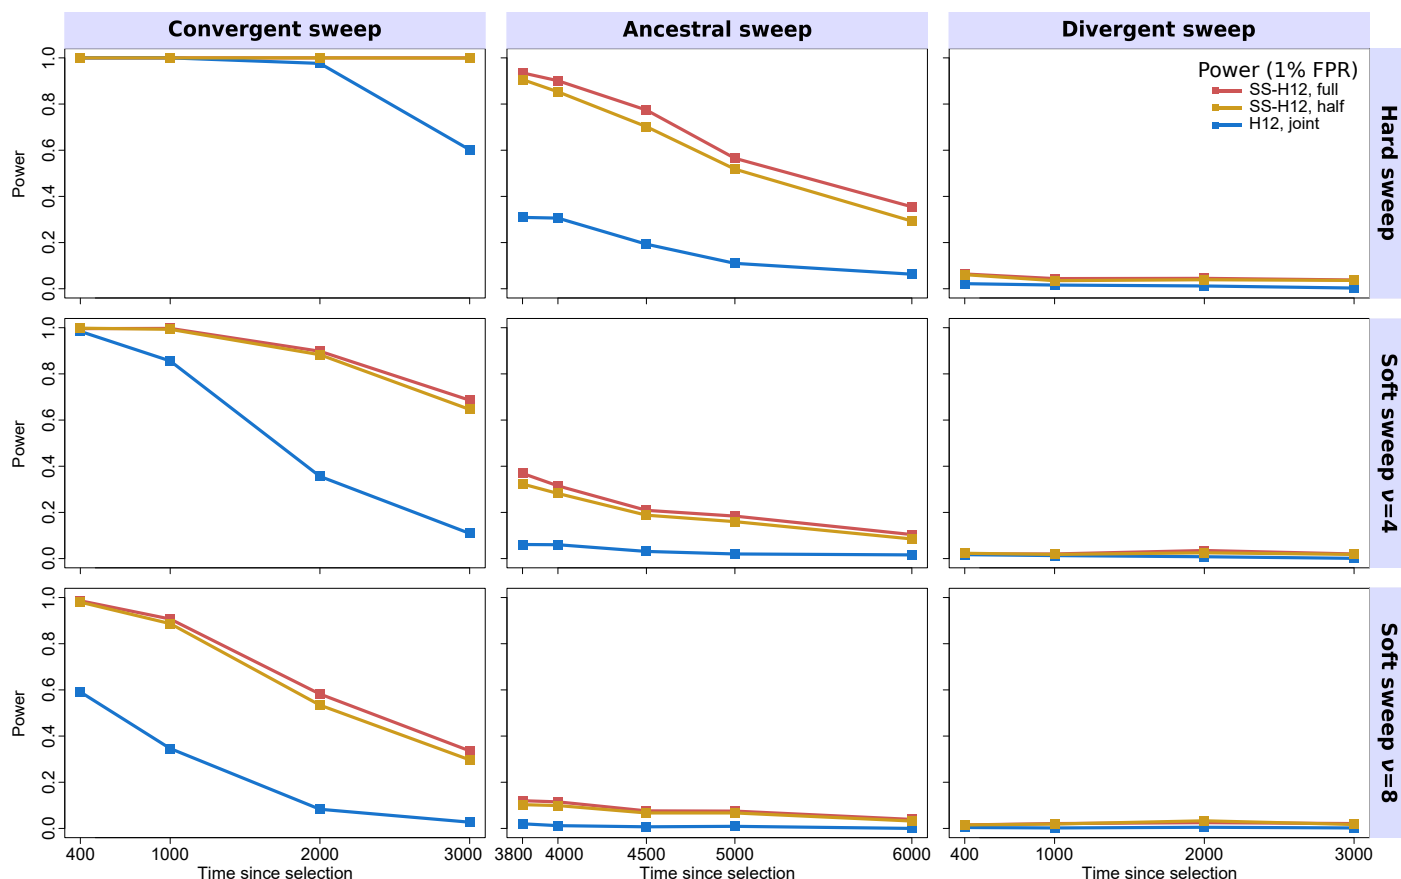 Convergent sweep
Ancestral sweep
Divergent sweep
Power
0.0 0.2 0.4 0.6 0.8 1.0
Power (1% FPR)
SS-H12, full
SS-H12, half
H12, joint
Hard sweep
Power
0.0 0.2 0.4 0.6 0.8 1.0
Soft sweep ν=4
Power
0.0 0.2 0.4 0.6 0.8 1.0
Soft sweep ν=8
400 1000 2000 3000
3800 4000 4500 5000 6000
400 1000 2000 3000
Time since selection
Time since selection
Time since selection